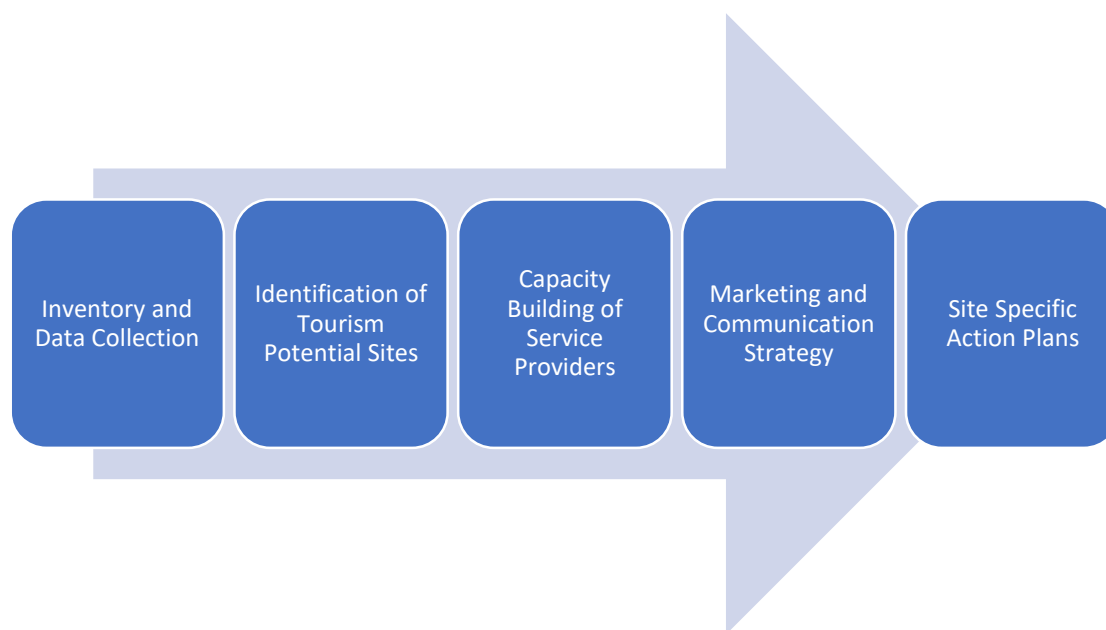 Inventory and
Data Collection
Identification of
Tourism
Potential Sites
Capacity
Building of
Service
Providers
Marketing and
Communication
Strategy
Site Specific
Action Plans